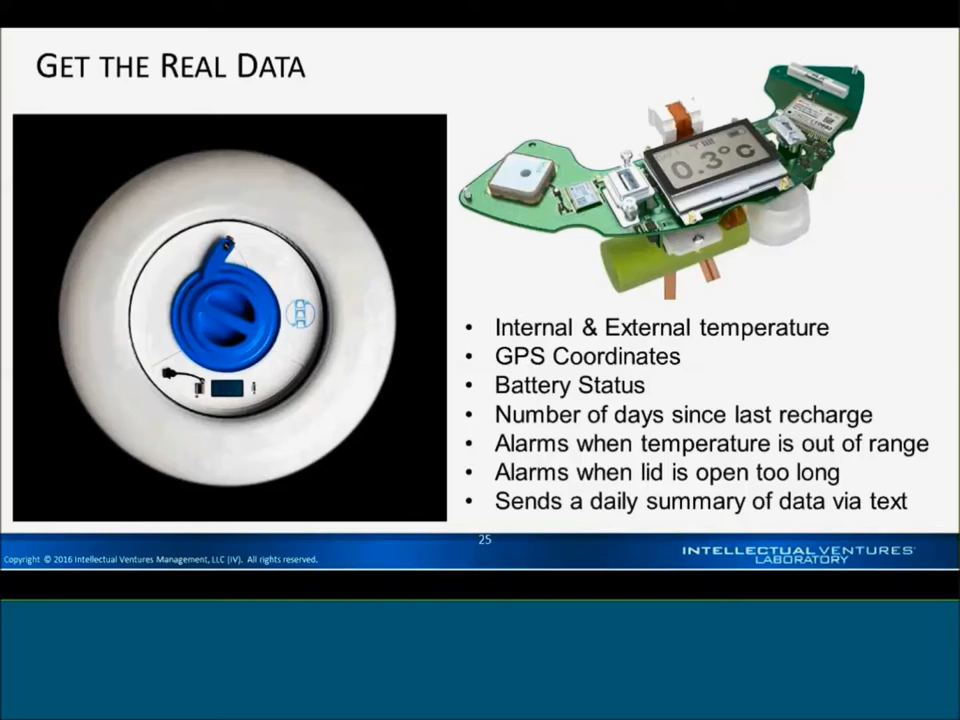 GET THE REAL DATA
0.3°C
• Internal & External temperature
• GPS Coordinates
• Battery Status
• Number of days since last recharge
• Alarms when temperature is out of range
• Alarms when lid is open too long
• Sends a daily summary of data via text
25
Copyright © 2016 Intellectual Ventures Management, LLC (IV). All rights reserved.
INTELLECTUAL VENTURES®
LABORATORY